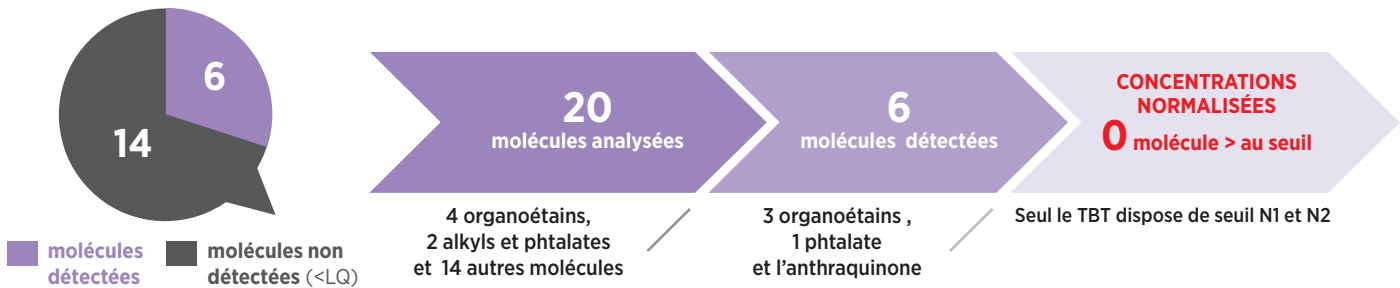 6
14
molécules
détectées
molécules non
détectées (<LQ)
20
molécules analysées
4 organoétains,
2 alkyls et phtalates
et 14 autres molécules
6
molécules détectées
3 organoétains ,
1 phtalate
et l'anthraquinone
CONCENTRATIONS
NORMALISÉES
0 molécule > au seuil
Seul le TBT dispose de seuil N1 et N2